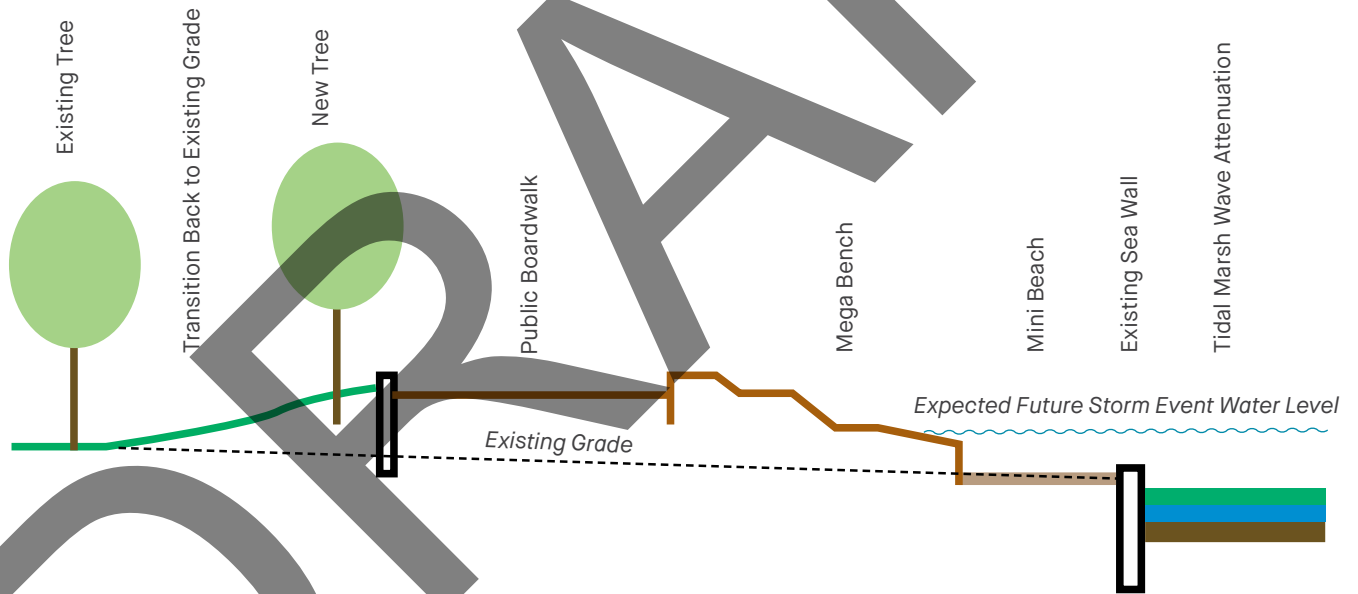 Existing Tree
Transition Back to Existing Grade
New Tree
Public Boardwalk
Mega Bench
Mini Beach
Existing Sea Wall
Tidal Marsh Wave Attenuation
Expected Future Storm Event Water Level
Existing Grade